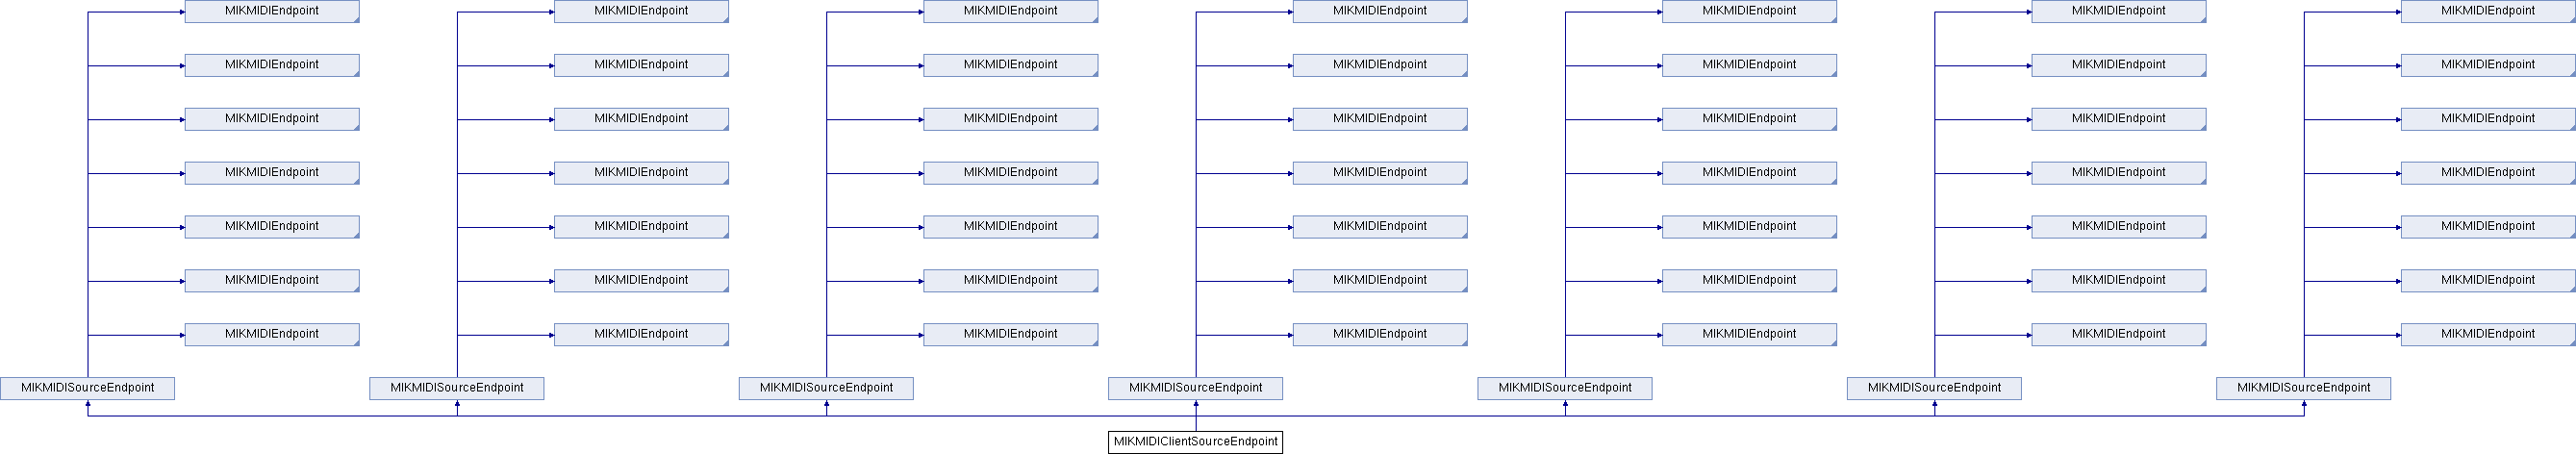 MIKMIDIEndpoint MIKMIDIEndpoint MIKMIDIEndpoint MIKMIDIEndpoint MIKMIDIEndpoint MIKMIDIEndpoint MIKMIDIEndpoint
MIKMIDIEndpoint MIKMIDIEndpoint MIKMIDIEndpoint MIKMIDIEndpoint MIKMIDIEndpoint MIKMIDIEndpoint MIKMIDIEndpoint
MIKMIDIEndpoint MIKMIDIEndpoint MIKMIDIEndpoint MIKMIDIEndpoint MIKMIDIEndpoint MIKMIDIEndpoint MIKMIDIEndpoint
MIKMIDIEndpoint MIKMIDIEndpoint MIKMIDIEndpoint MIKMIDIEndpoint MIKMIDIEndpoint MIKMIDIEndpoint MIKMIDIEndpoint
MIKMIDIEndpoint MIKMIDIEndpoint MIKMIDIEndpoint MIKMIDIEndpoint MIKMIDIEndpoint MIKMIDIEndpoint MIKMIDIEndpoint
MIKMIDIEndpoint MIKMIDIEndpoint MIKMIDIEndpoint MIKMIDIEndpoint MIKMIDIEndpoint MIKMIDIEndpoint MIKMIDIEndpoint
MIKMIDIEndpoint MIKMIDIEndpoint MIKMIDIEndpoint MIKMIDIEndpoint MIKMIDIEndpoint MIKMIDIEndpoint MIKMIDIEndpoint
MIKMIDISourceEndpoint MIKMIDISourceEndpoint MIKMIDISourceEndpoint MIKMIDISourceEndpoint MIKMIDISourceEndpoint MIKMIDISourceEndpoint MIKMIDISourceEndpoint
MIKMIDIClientSourceEndpoint